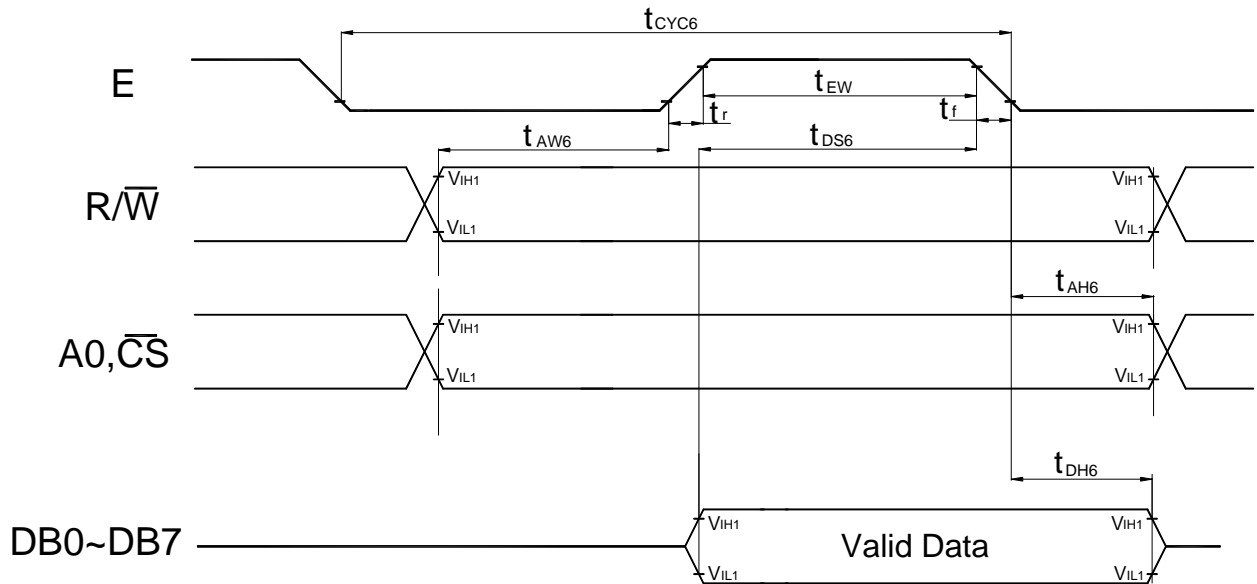 tCYC6
E
tEW
tr
tf
tAW6
tDS6
R/W̅
VIH1
VIH1
VIL1
VIL1
tAH6
A0,C̅S̅
VIH1
VIH1
VIL1
VIL1
tDH6
DB0~DB7
VIH1
Valid Data
VIH1
VIL1
VIL1